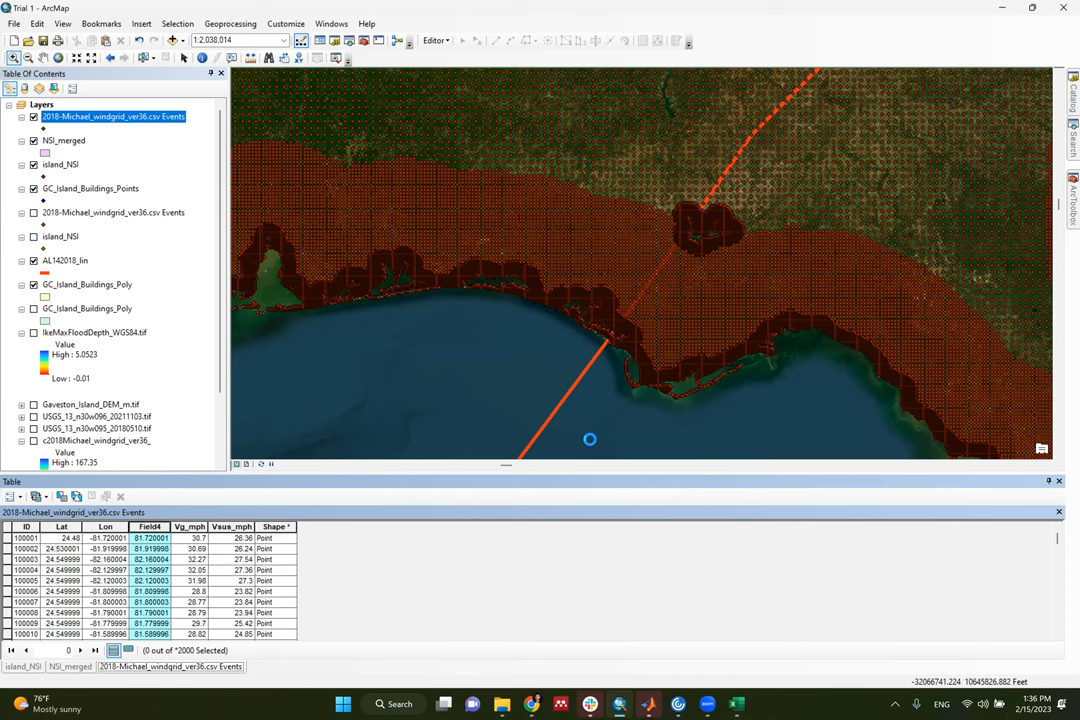 Trial 1 - ArcMap
File Edit View Bookmarks Insert Selection Geoprocessing Customize Windows Help
1:2,038,014
Editor
Table Of Contents
Layers
2018-Michael_windgrid_ver36.csv Events
NSI_merged
island_NSI
GC_Island_Buildings_Points
2018-Michael_windgrid_ver36.csv Events
island_NSI
AL142018_lin
GC_Island_Buildings_Poly
GC_Island_Buildings_Poly
IkeMaxFloodDepth_WGS84.tif
Value
High : 5.0523
Low : -0.01
Gaveston_Island_DEM_m.tif
USGS_13_n30w096_20211103.tif
USGS_13_n30w095_20180510.tif
c2018Michael_windgrid_ver36_
Value
High : 167.35
Catalog
Search
ArcToolbox
Table
2018-Michael_windgrid_ver36.csv Events
ID Lat Lon Field4 Vg_mph Vsus_mph Shape *
100001 24.48 -81.720001 81.720001 30.7 26.36 Point
100002 24.530001 -81.919998 81.919998 30.69 26.24 Point
100003 24.549999 -82.160004 82.160004 32.27 27.54 Point
100004 24.549999 -82.129997 82.129997 32.05 27.36 Point
100005 24.549999 -82.120003 82.120003 31.98 27.3 Point
100006 24.549999 -81.809998 81.809998 28.8 23.82 Point
100007 24.549999 -81.800003 81.800003 28.77 23.84 Point
100008 24.549999 -81.790001 81.790001 28.79 23.94 Point
100009 24.549999 -81.779999 81.779999 29.7 25.42 Point
100010 24.549999 -81.589996 81.589996 28.82 24.85 Point
0 (0 out of *2000 Selected)
island_NSI NSI_merged 2018-Michael_windgrid_ver36.csv Events
-32066741.224 10645826.882 Feet
76°F
Mostly sunny
Search
ENG
1:36 PM
2/15/2023